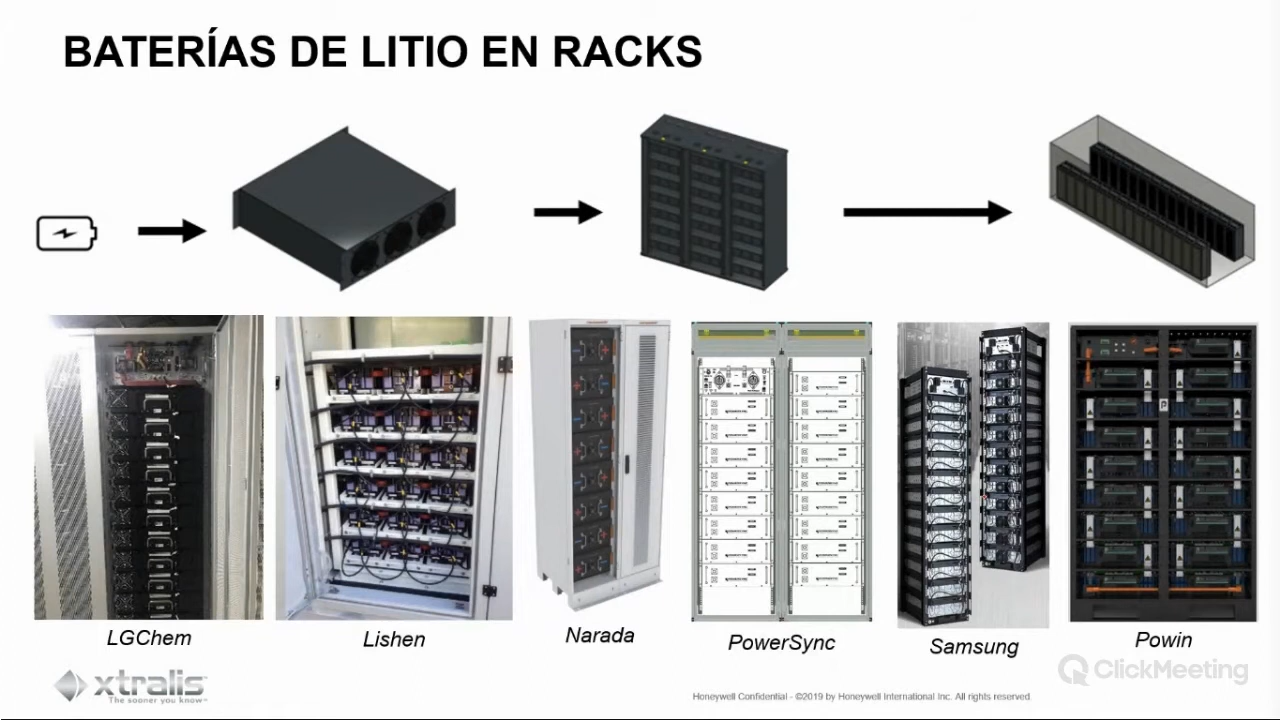 BATERÍAS DE LITIO EN RACKS
LGChem
Lishen
Narada
PowerSync
Samsung
Powin
xtralis
The sooner you know™
Honeywell Confidential - ©2019 by Honeywell International Inc. All rights reserved.
ClickMeeting